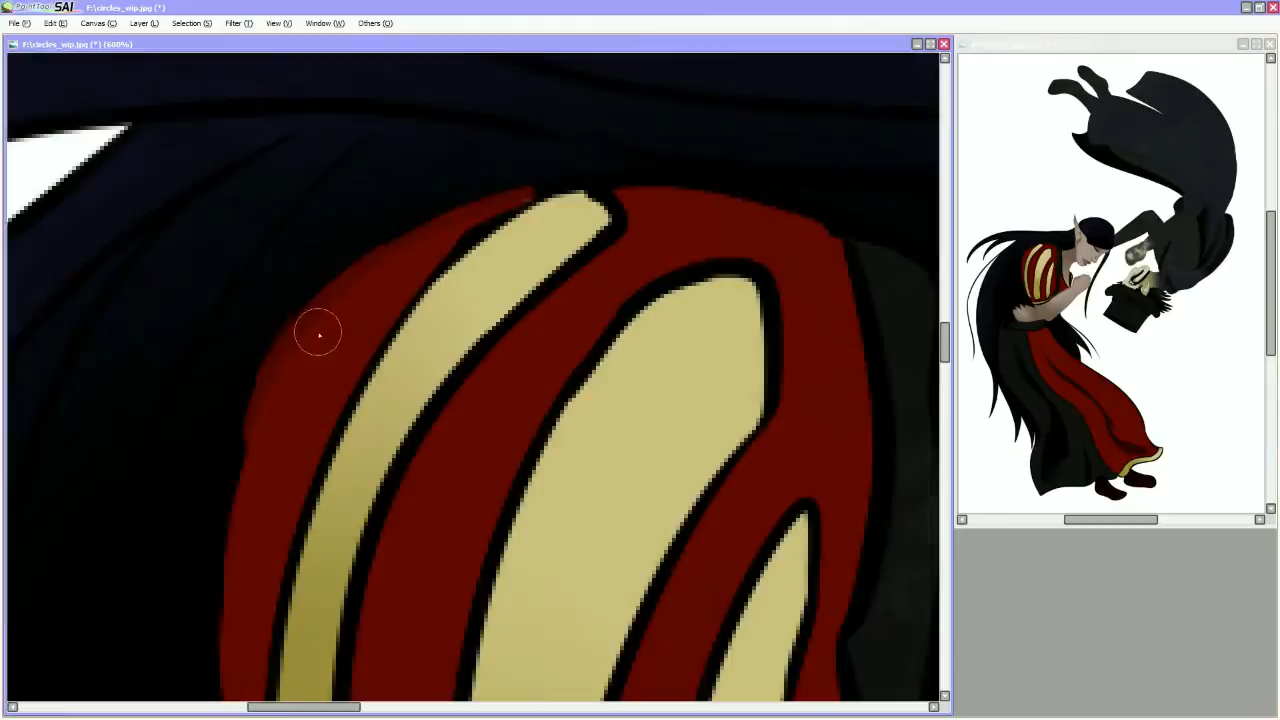 PaintTool SAI F:\circles_wip.jpg (*)
File (F) Edit (E) Canvas (C) Layer (L) Selection (S) Filter (T) View (V) Window (W) Others (O)
F:\circles_wip.jpg (*) (600%)